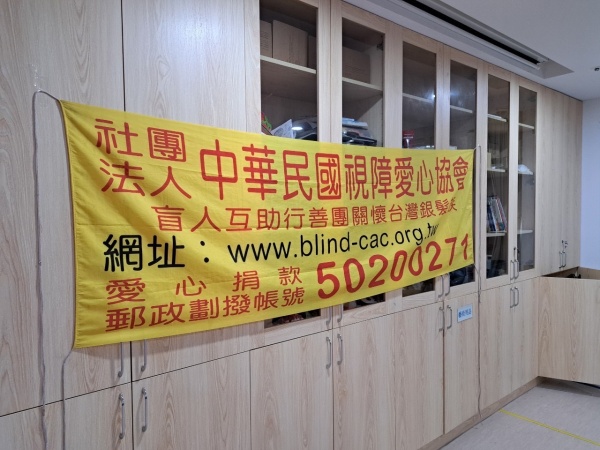 社團法人中華民國視障愛心協會
盲人互助行善團關懷台灣銀髮族
網址：www.blind-cac.org.tw
愛心捐款
郵政劃撥帳號 50200271